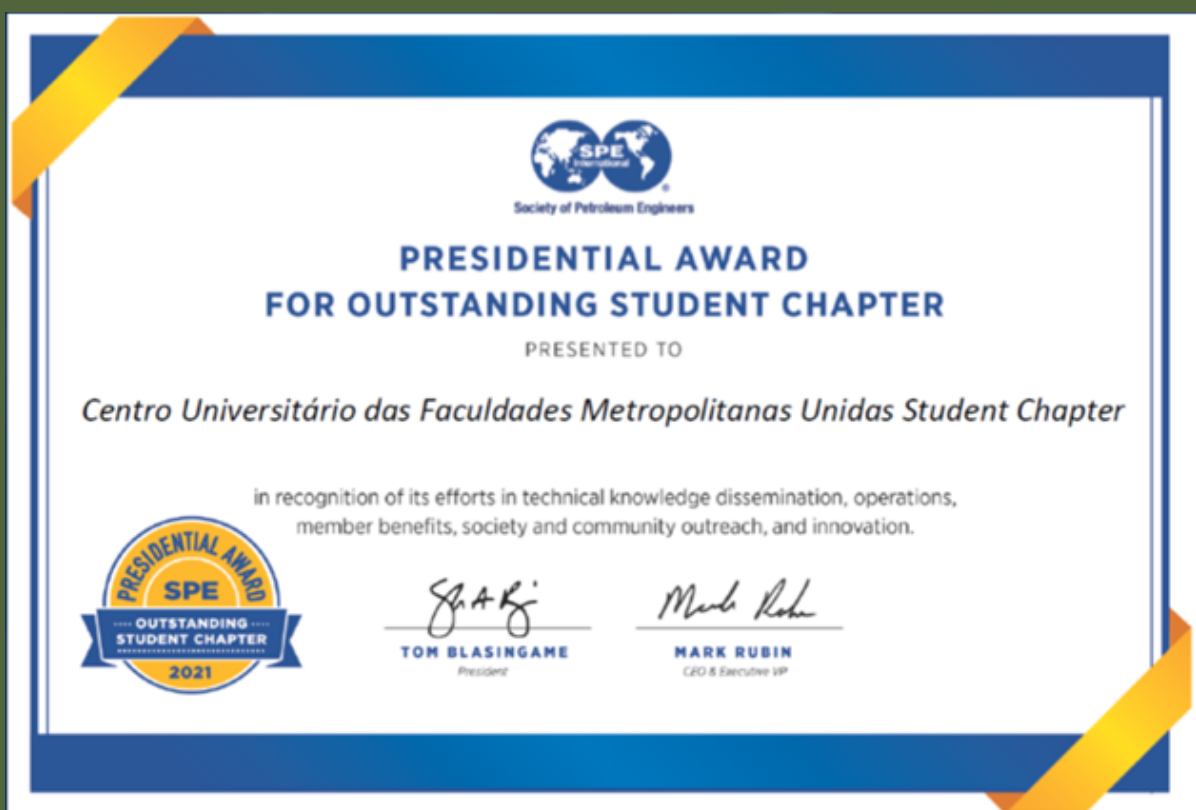 SPE
International
®
Society of Petroleum Engineers
PRESIDENTIAL AWARD
FOR OUTSTANDING STUDENT CHAPTER
PRESENTED TO
Centro Universitário das Faculdades Metropolitanas Unidas Student Chapter
in recognition of its efforts in technical knowledge dissemination, operations,
member benefits, society and community outreach, and innovation.
PRESIDENTIAL AWARD
SPE
OUTSTANDING
STUDENT CHAPTER
2021
TOM BLASINGAME
President
MARK RUBIN
CEO & Executive VP